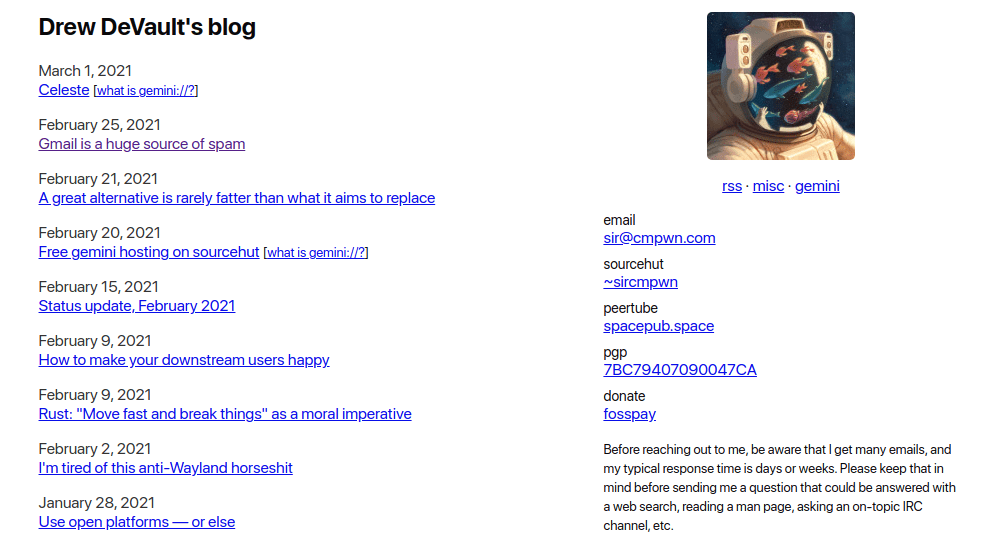 Drew DeVault's blog
March 1, 2021
Celeste [what is gemini://?]
February 25, 2021
Gmail is a huge source of spam
February 21, 2021
A great alternative is rarely fatter than what it aims to replace
February 20, 2021
Free gemini hosting on sourcehut [what is gemini://?]
February 15, 2021
Status update, February 2021
February 9, 2021
How to make your downstream users happy
February 9, 2021
Rust: "Move fast and break things" as a moral imperative
February 2, 2021
I'm tired of this anti-Wayland horseshit
January 28, 2021
Use open platforms — or else
rss · misc · gemini
email
sir@cmpwn.com
sourcehut
~sircmpwn
peertube
spacepub.space
pgp
7BC79407090047CA
donate
fosspay
Before reaching out to me, be aware that I get many emails, and
my typical response time is days or weeks. Please keep that in
mind before sending me a question that could be answered with
a web search, reading a man page, asking an on-topic IRC
channel, etc.